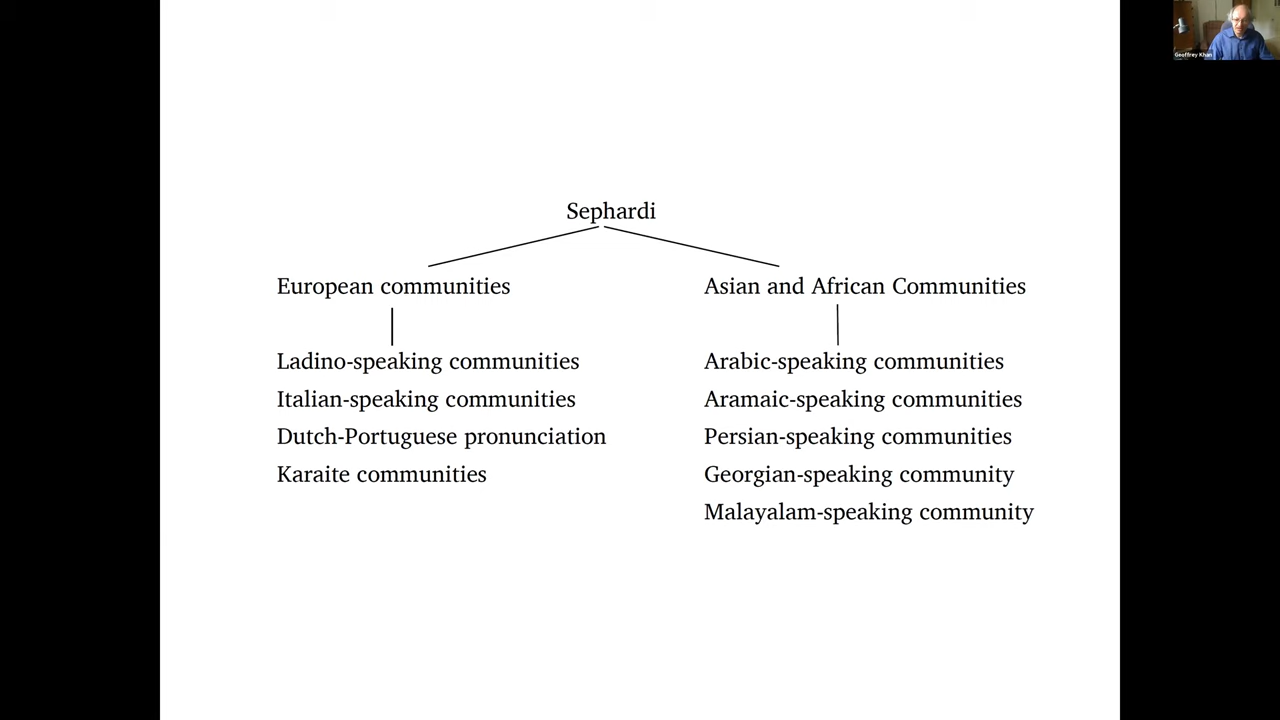 Geoffrey Khan
Sephardi
European communities
Ladino-speaking communities
Italian-speaking communities
Dutch-Portuguese pronunciation
Karaite communities
Asian and African Communities
Arabic-speaking communities
Aramaic-speaking communities
Persian-speaking communities
Georgian-speaking community
Malayalam-speaking community